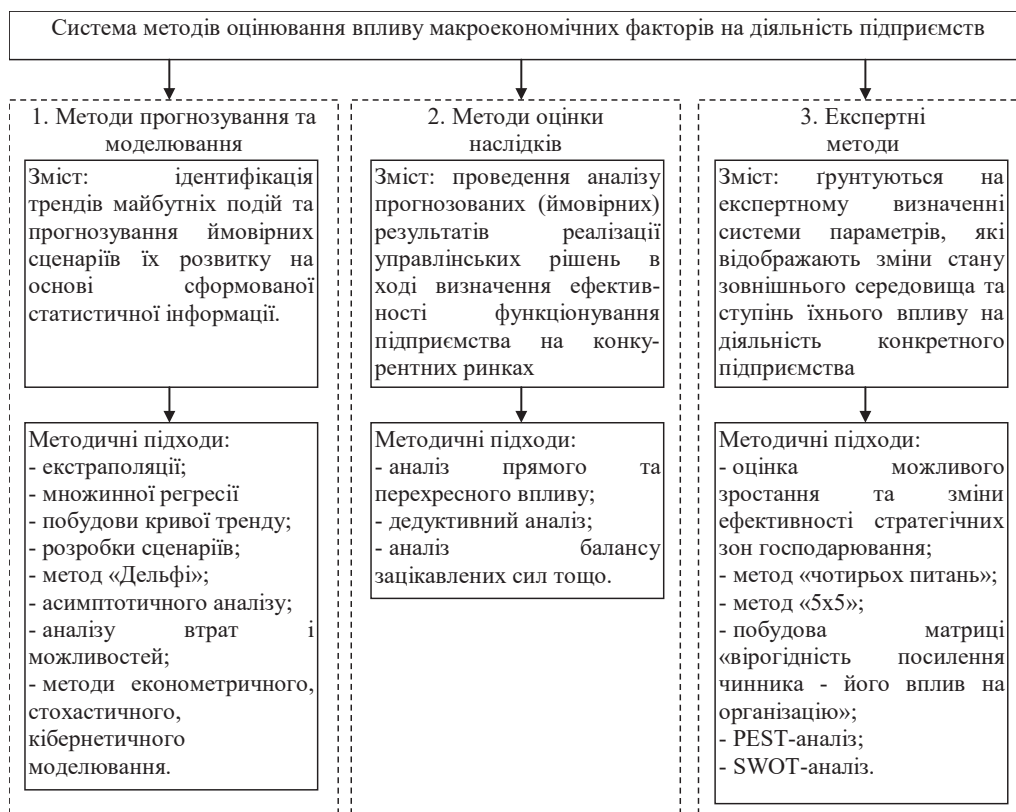 Система методів оцінювання впливу макроекономічних факторів на діяльність підприємств
1. Методи прогнозування та
моделювання
Зміст: ідентифікація
трендів майбутніх подій та
прогнозування ймовірних
сценаріїв їх розвитку на
основі сформованої
статистичної інформації.
Методичні підходи:
- екстраполяції;
- множинної регресії
- побудови кривої тренду;
- розробки сценаріїв;
- метод «Дельфі»;
- асимптотичного аналізу;
- аналізу втрат і
можливостей;
- методи економетричного,
стохастичного,
кібернетичного
моделювання.
2. Методи оцінки
наслідків
Зміст: проведення аналізу
прогнозованих (ймовірних)
результатів реалізації
управлінських рішень в
ході визначення ефектив-
ності функціонування
підприємства на конку-
рентних ринках
Методичні підходи:
- аналіз прямого та
перехресного впливу;
- дедуктивний аналіз;
- аналіз балансу
зацікавлених сил тощо.
3. Експертні
методи
Зміст: ґрунтуються на
експертному визначенні
системи параметрів, які
відображають зміни стану
зовнішнього середовища та
ступінь їхнього впливу на
діяльність конкретного
підприємства
Методичні підходи:
- оцінка можливого
зростання та зміни
ефективності стратегічних
зон господарювання;
- метод «чотирьох питань»;
- метод «5х5»;
- побудова матриці
«вірогідність посилення
чинника - його вплив на
організацію»;
- PEST-аналіз;
- SWOT-аналіз.